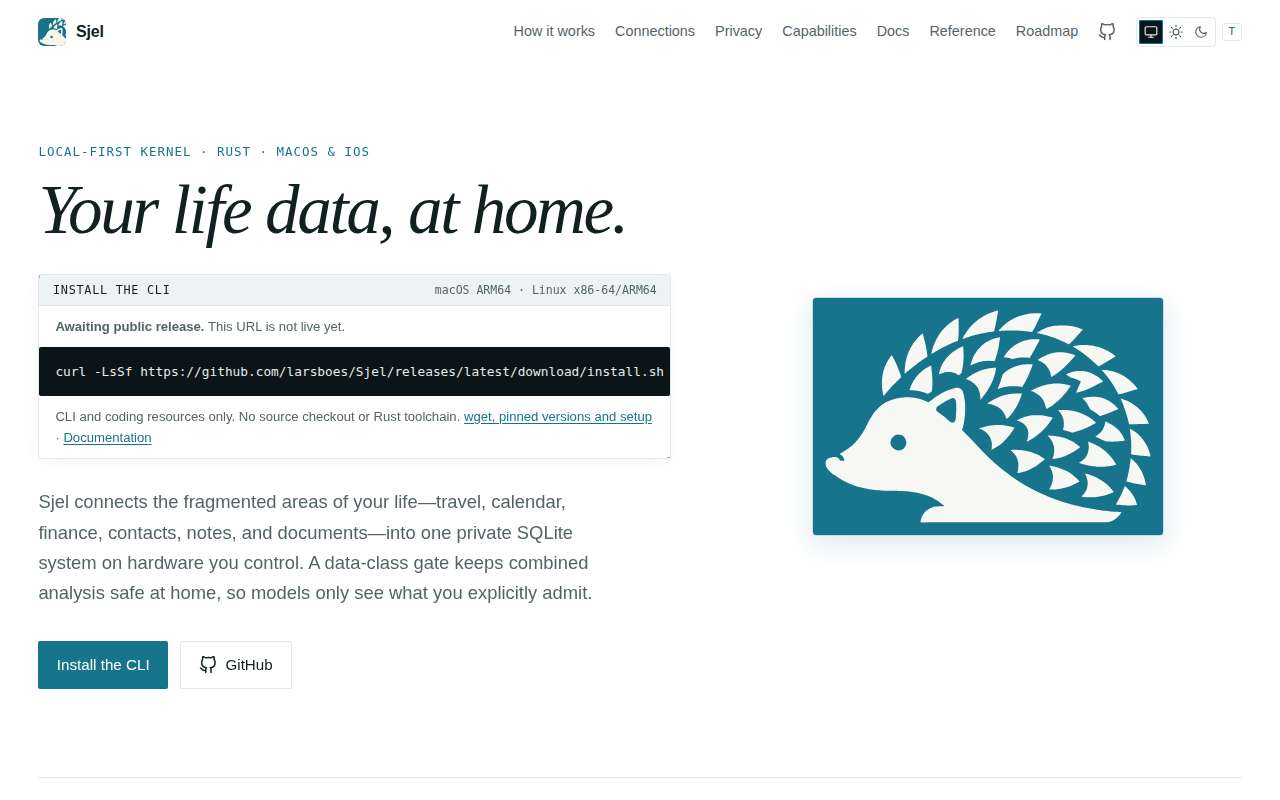 Sjel
How it works Connections Privacy Capabilities Docs Reference Roadmap T
LOCAL-FIRST KERNEL · RUST · MACOS & IOS
Your life data, at home.
INSTALL THE CLI macOS ARM64 · Linux x86-64/ARM64
Awaiting public release. This URL is not live yet.
curl -LsSf https://github.com/larsboes/Sjel/releases/latest/download/install.sh
CLI and coding resources only. No source checkout or Rust toolchain. wget, pinned versions and setup
· Documentation
Sjel connects the fragmented areas of your life—travel, calendar,
finance, contacts, notes, and documents—into one private SQLite
system on hardware you control. A data-class gate keeps combined
analysis safe at home, so models only see what you explicitly admit.
Install the CLI GitHub